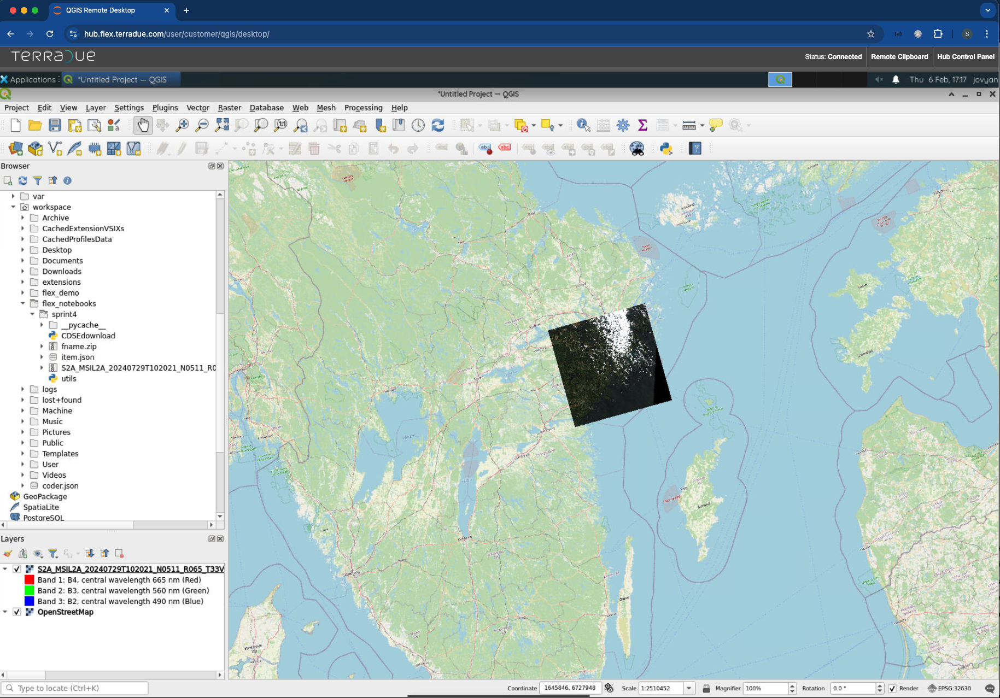 QGIS Remote Desktop
hub.flex.terradue.com/user/customer/qgis/desktop/
S
TERRADUE
Status: Connected
Remote Clipboard
Hub Control Panel
Applications
*Untitled Project — QGIS
Thu 6 Feb, 17:17 jovyan
*Untitled Project — QGIS
Project Edit View Layer Settings Plugins Vector Raster Database Web Mesh Processing Help
Browser
var
workspace
Archive
CachedExtensionVSIXs
CachedProfilesData
Desktop
Documents
Downloads
extensions
flex_demo
flex_notebooks
sprint4
__pycache__
CDSEdownload
fname.zip
item.json
S2A_MSIL2A_20240729T102021_N0511_R0
utils
logs
lost+found
Machine
Music
Pictures
Public
Templates
User
Videos
coder.json
GeoPackage
SpatiaLite
PostgreSQL
Layers
S2A_MSIL2A_20240729T102021_N0511_R065_T33V
Band 1: B4, central wavelength 665 nm (Red)
Band 2: B3, central wavelength 560 nm (Green)
Band 3: B2, central wavelength 490 nm (Blue)
OpenStreetMap
Type to locate (Ctrl+K)
Coordinate 1645846, 6727948
Scale 1:2510452
Magnifier 100%
Rotation 0.0 °
Render
EPSG:32630